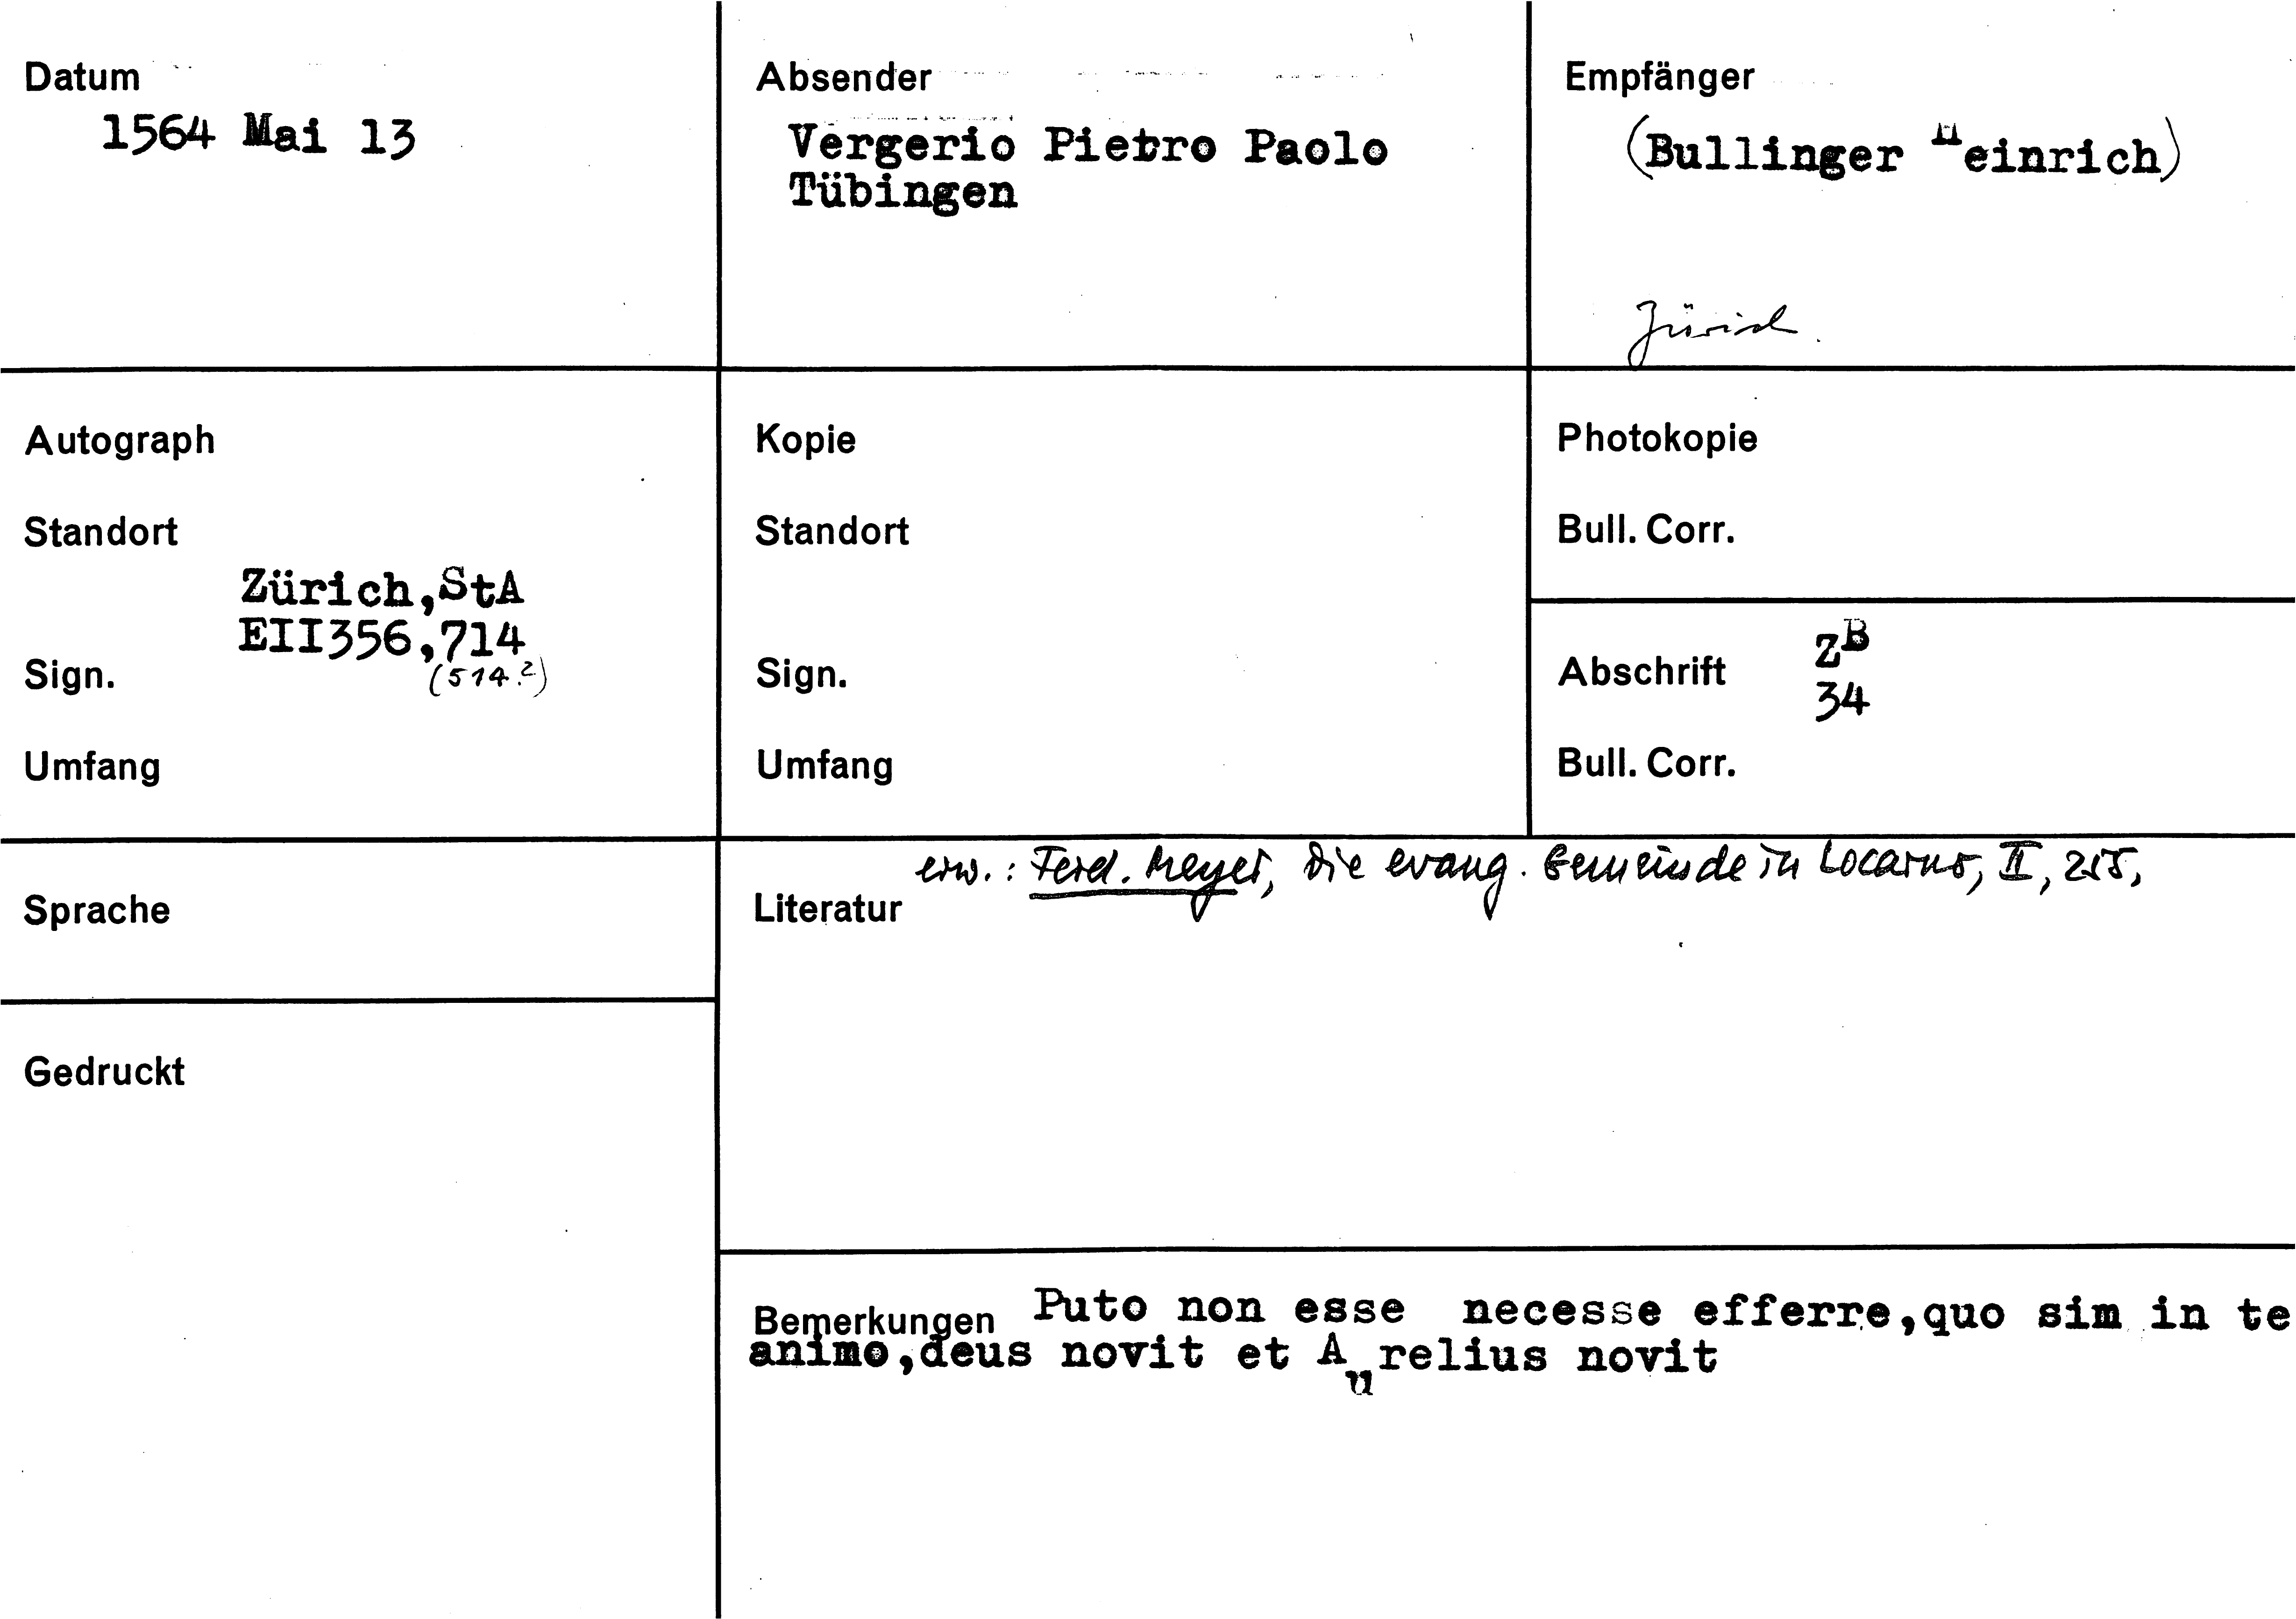 Datum
1564 Mai 13
Absender
Vergerio Pietro Paolo
Tübingen
Empfänger
(Bullinger Heinrich)
Zürich
Autograph
Standort
Zürich,StA
EII356,714
Sign.
(514?)
Umfang
Kopie
Standort
Sign.
Umfang
Photokopie
Bull. Corr.
Abschrift
ZB
34
Bull. Corr.
Sprache
Gedruckt
erw.: Ferd. Meyer, Die evang. Gemeinde in Locarno, II, 255,
Literatur
Bemerkungen Puto non esse necesse efferre,quo sim in te
animo,deus novit et Aurelius novit